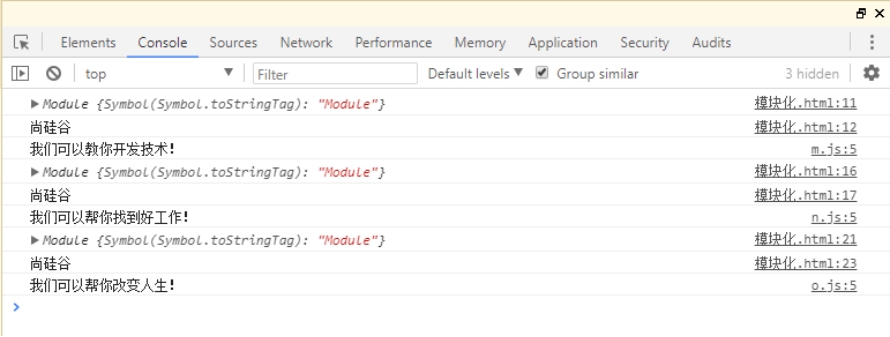 Elements Console Sources Network Performance Memory Application Security Audits
top ▼ Filter Default levels ▼ Group similar 3 hidden
▶ Module {Symbol(Symbol.toStringTag): "Module"} 模块化.html:11
尚硅谷 模块化.html:12
我们可以教你开发技术! m.js:5
▶ Module {Symbol(Symbol.toStringTag): "Module"} 模块化.html:16
尚硅谷 模块化.html:17
我们可以帮你找到好工作! n.js:5
▶ Module {Symbol(Symbol.toStringTag): "Module"} 模块化.html:21
尚硅谷 模块化.html:23
我们可以帮你改变人生! o.js:5
>